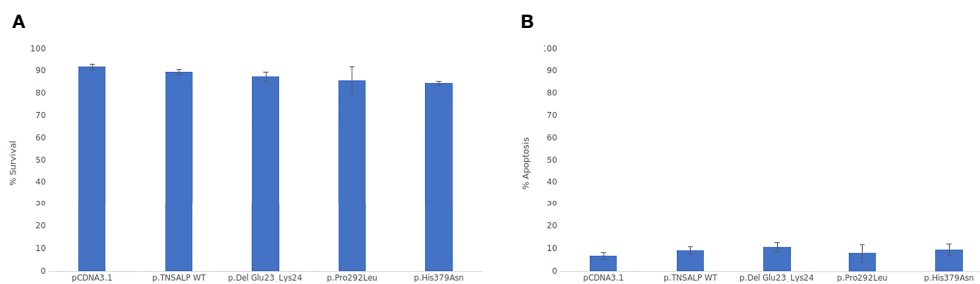 A
B
100
90
80
70
60
50
40
30
20
10
0
% Survival
pCDNA3.1
p.TNSALP WT
p.Del Glu23_Lys24
p.Pro292Leu
p.His379Asn
100
90
80
70
60
50
40
30
20
10
0
% Apoptosis
pCDNA3.1
p.TNSALP WT
p.Del Glu23_Lys24
p.Pro292Leu
p.His379Asn